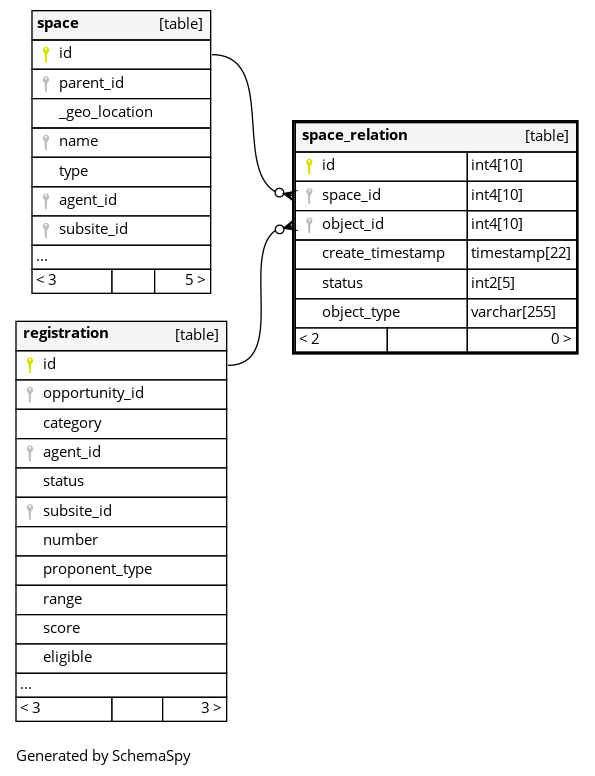 space [table]
id
parent_id
_geo_location
name
type
agent_id
subsite_id
...
< 3 5 >
space_relation [table]
id int4[10]
space_id int4[10]
object_id int4[10]
create_timestamp timestamp[22]
status int2[5]
object_type varchar[255]
< 2 0 >
registration [table]
id
opportunity_id
category
agent_id
status
subsite_id
number
proponent_type
range
score
eligible
...
< 3 3 >
Generated by SchemaSpy